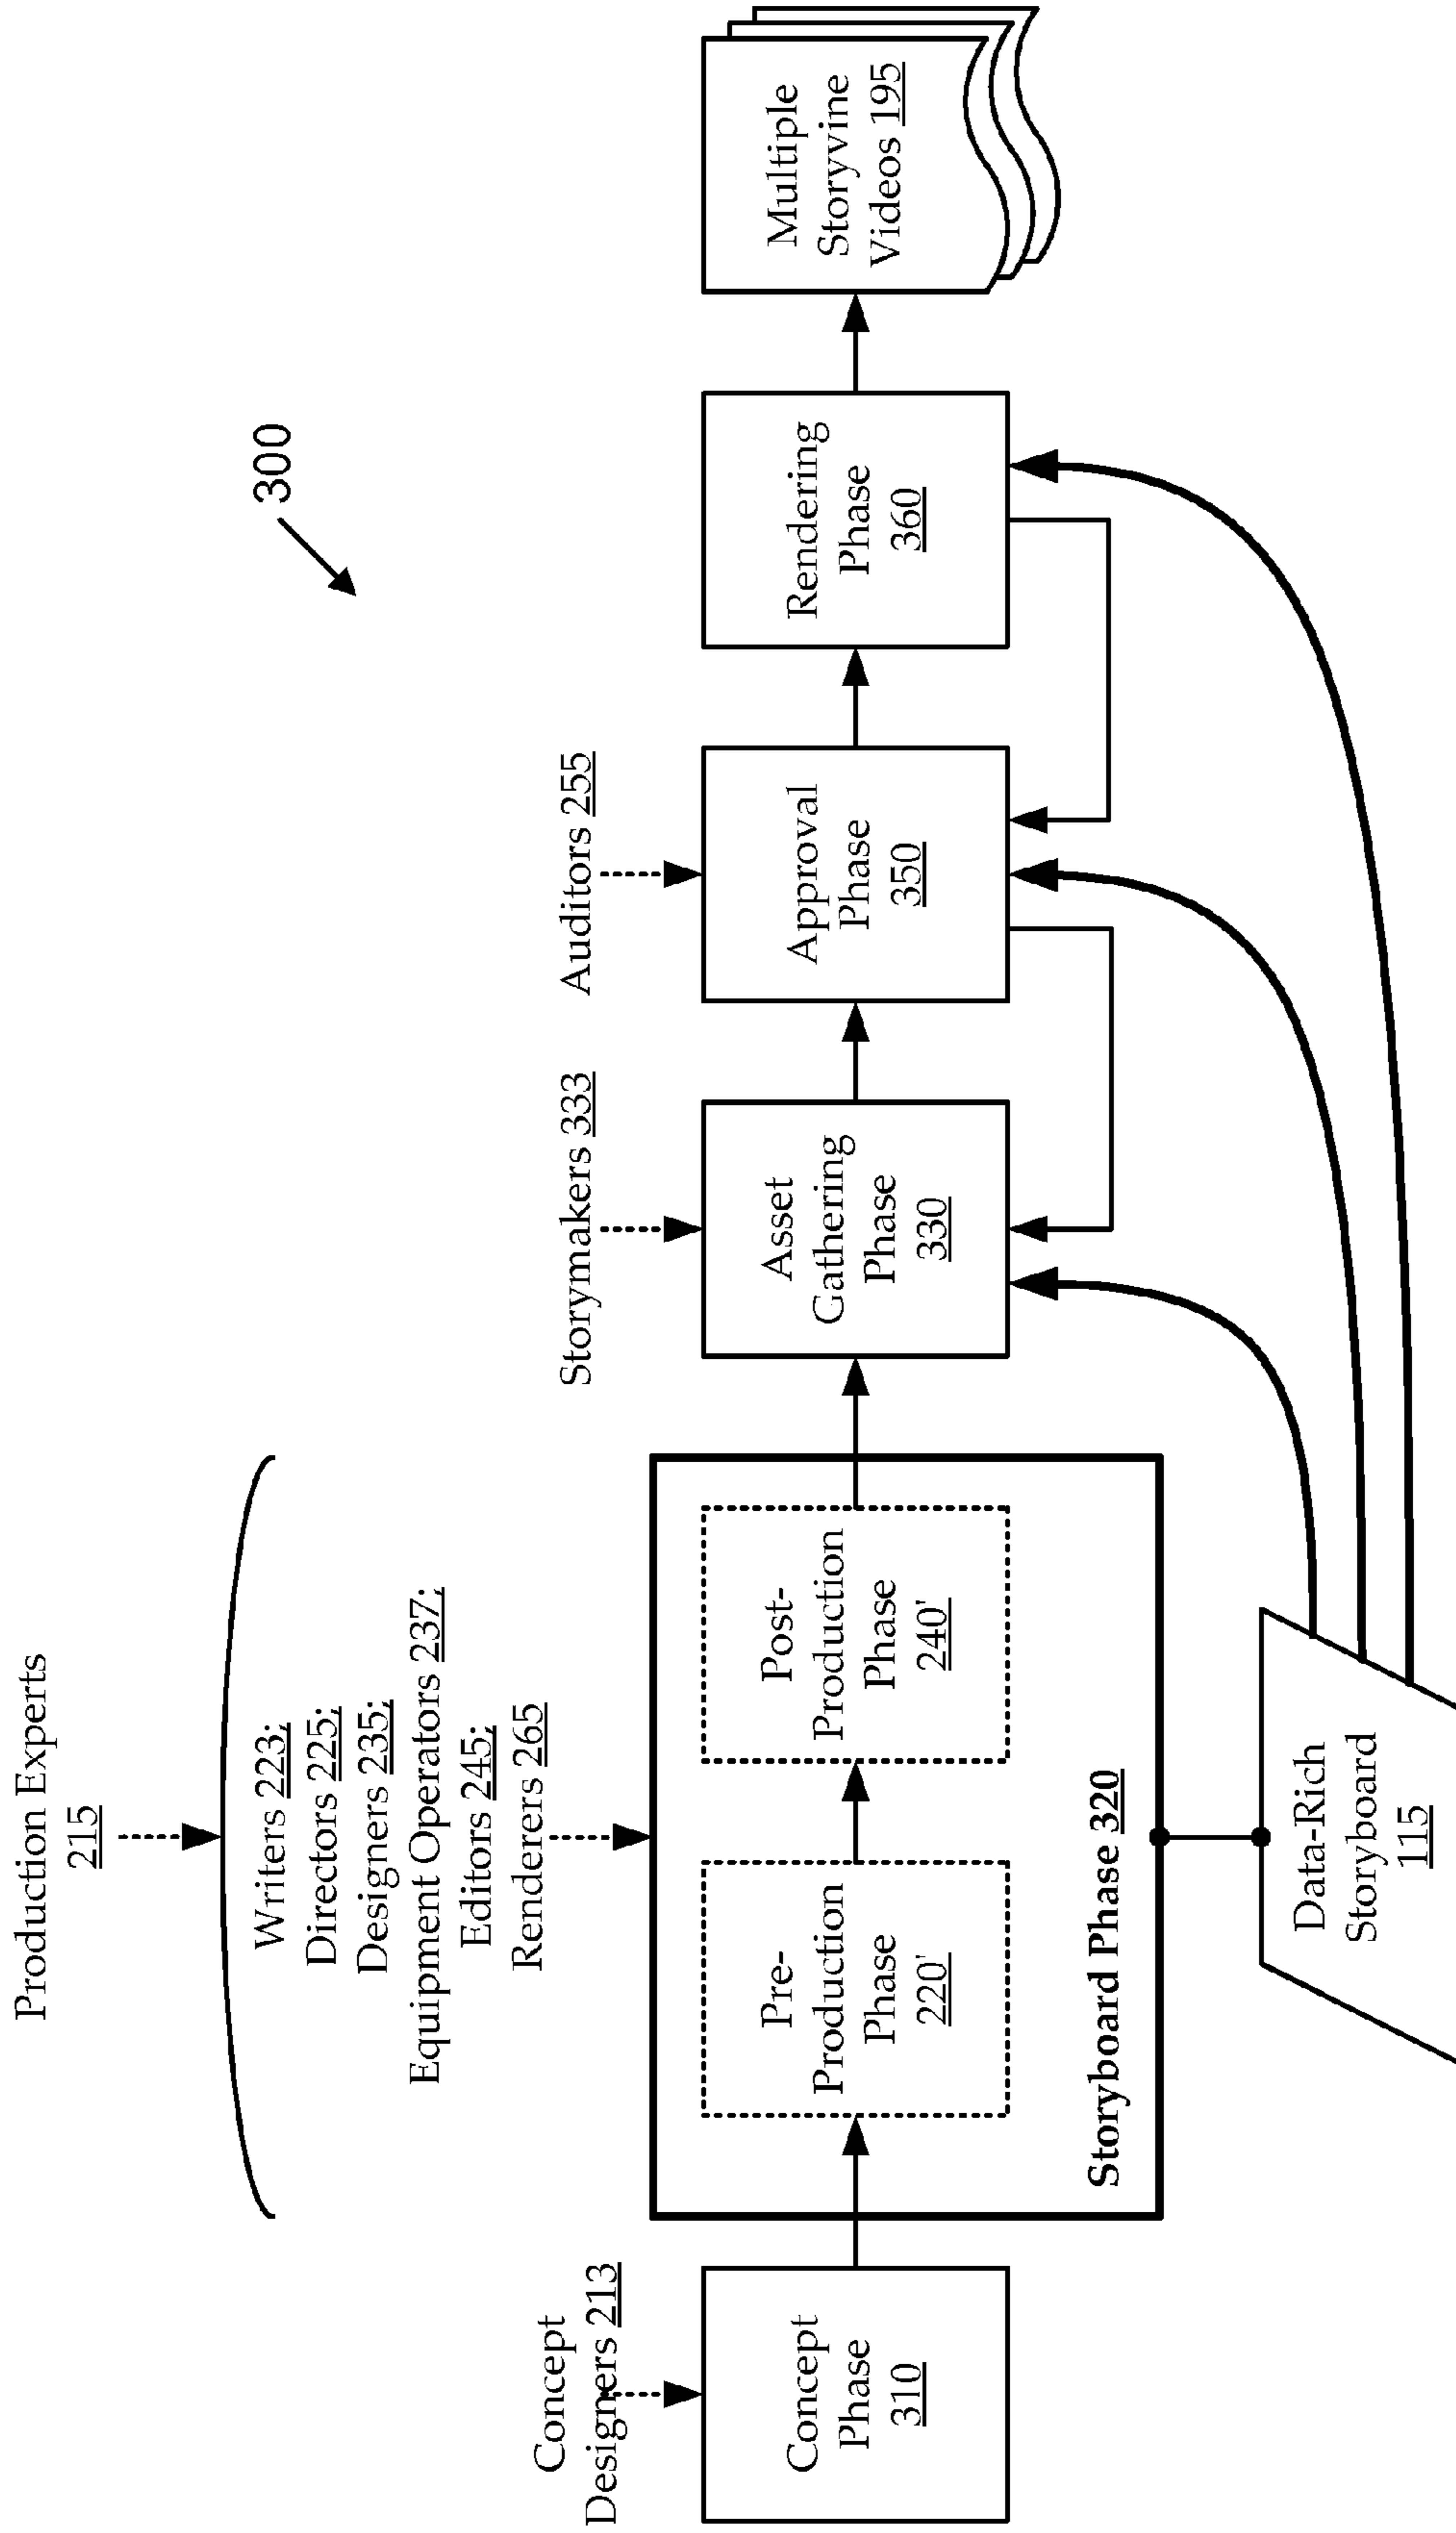 Production Experts
215
Writers 223;
Directors 225;
Designers 235;
Equipment Operators 237;
Editors 245;
Renderers 265
300
Concept
Designers 213
Storymakers 333
Auditors 255
Concept
Phase
310
Pre-
Production
Phase
220'
Post-
Production
Phase
240'
Storyboard Phase 320
Asset
Gathering
Phase
330
Approval
Phase
350
Rendering
Phase
360
Multiple
Storyvine
Videos 195
Data-Rich
Storyboard
115